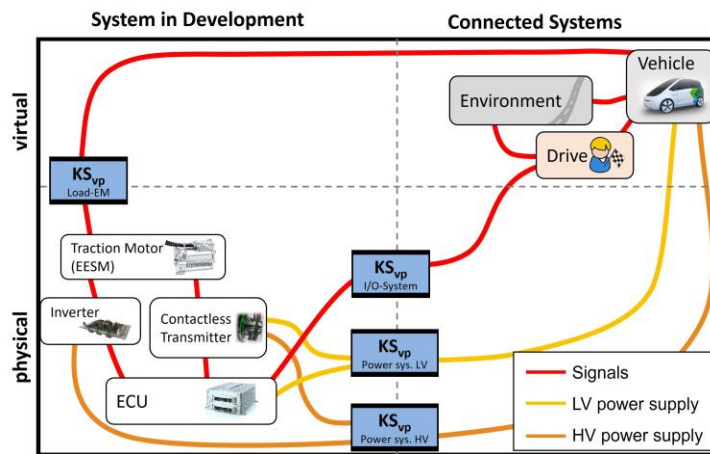 System in Development
Connected Systems
virtual
physical
Vehicle
Environment
Drive
KSvp
Load-EM
Traction Motor
(EESM)
KSvp
I/O-System
Inverter
Contactless
Transmitter
KSvp
Power sys. LV
ECU
KSvp
Power sys. HV
Signals
LV power supply
HV power supply